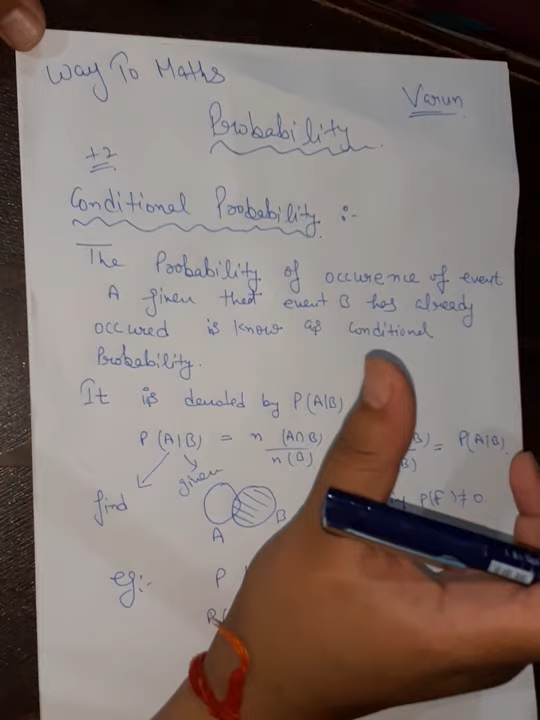 Way To Maths
Varun
Probability
+2
Conditional Probability :-
The Probability of occurence of event
A given that event B has already
occured is know as conditional
Probability.
It is denoted by P(A|B)
P(A|B) = n (A∩B) / n(B) B) / B) = P(A|B).
find given P(F) ≠ 0.
A B
eg:- P